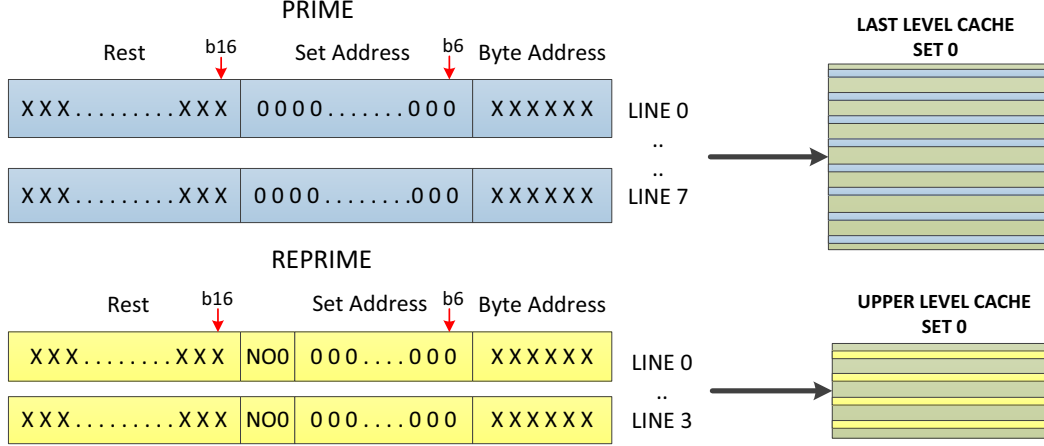 PRIME
Rest b16 Set Address b6 Byte Address
LAST LEVEL CACHE
SET 0
XXX.........XXX 0000.......000 XXXXXX LINE 0
..
..
XXX.........XXX 0000........000 XXXXXX LINE 7
REPRIME
Rest b16 Set Address b6 Byte Address
UPPER LEVEL CACHE
SET 0
XXX........XXX NO0 000....000 XXXXXX LINE 0
..
XXX........XXX NO0 000....000 XXXXXX LINE 3